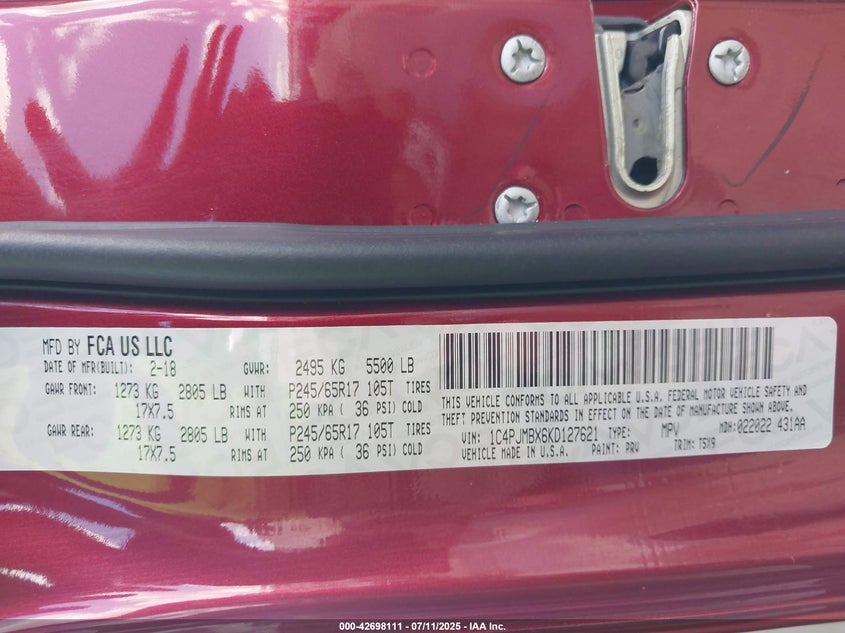 MFD BY FCA US LLC
DATE OF MFR(BUILT): 2-18 GVWR: 2495 KG 5500 LB
GAWR FRONT: 1273 KG 2805 LB WITH P245/65R17 105T TIRES
17X7.5 RIMS AT 250 KPA ( 36 PSI) COLD
GAWR REAR: 1273 KG 2805 LB WITH P245/65R17 105T TIRES
17X7.5 RIMS AT 250 KPA ( 36 PSI) COLD
THIS VEHICLE CONFORMS TO ALL APPLICABLE U.S.A. FEDERAL MOTOR VEHICLE SAFETY AND
THEFT PREVENTION STANDARDS IN EFFECT ON THE DATE OF MANUFACTURE SHOWN ABOVE.
VIN: 1C4PJMBX6KD127621 TYPE: MPV MDH: 022022 431AA
VEHICLE MADE IN U.S.A. PAINT: PRV TRIM: T5X9
000-42698111 - 07/11/2025 - IAA Inc.